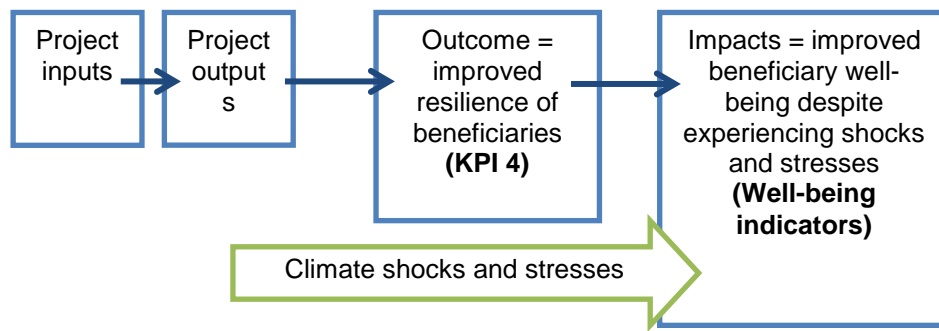 Project
inputs
Project
output
s
Outcome =
improved
resilience of
beneficiaries
(KPI 4)
Impacts = improved
beneficiary well-
being despite
experiencing shocks
and stresses
(Well-being
indicators)
Climate shocks and stresses